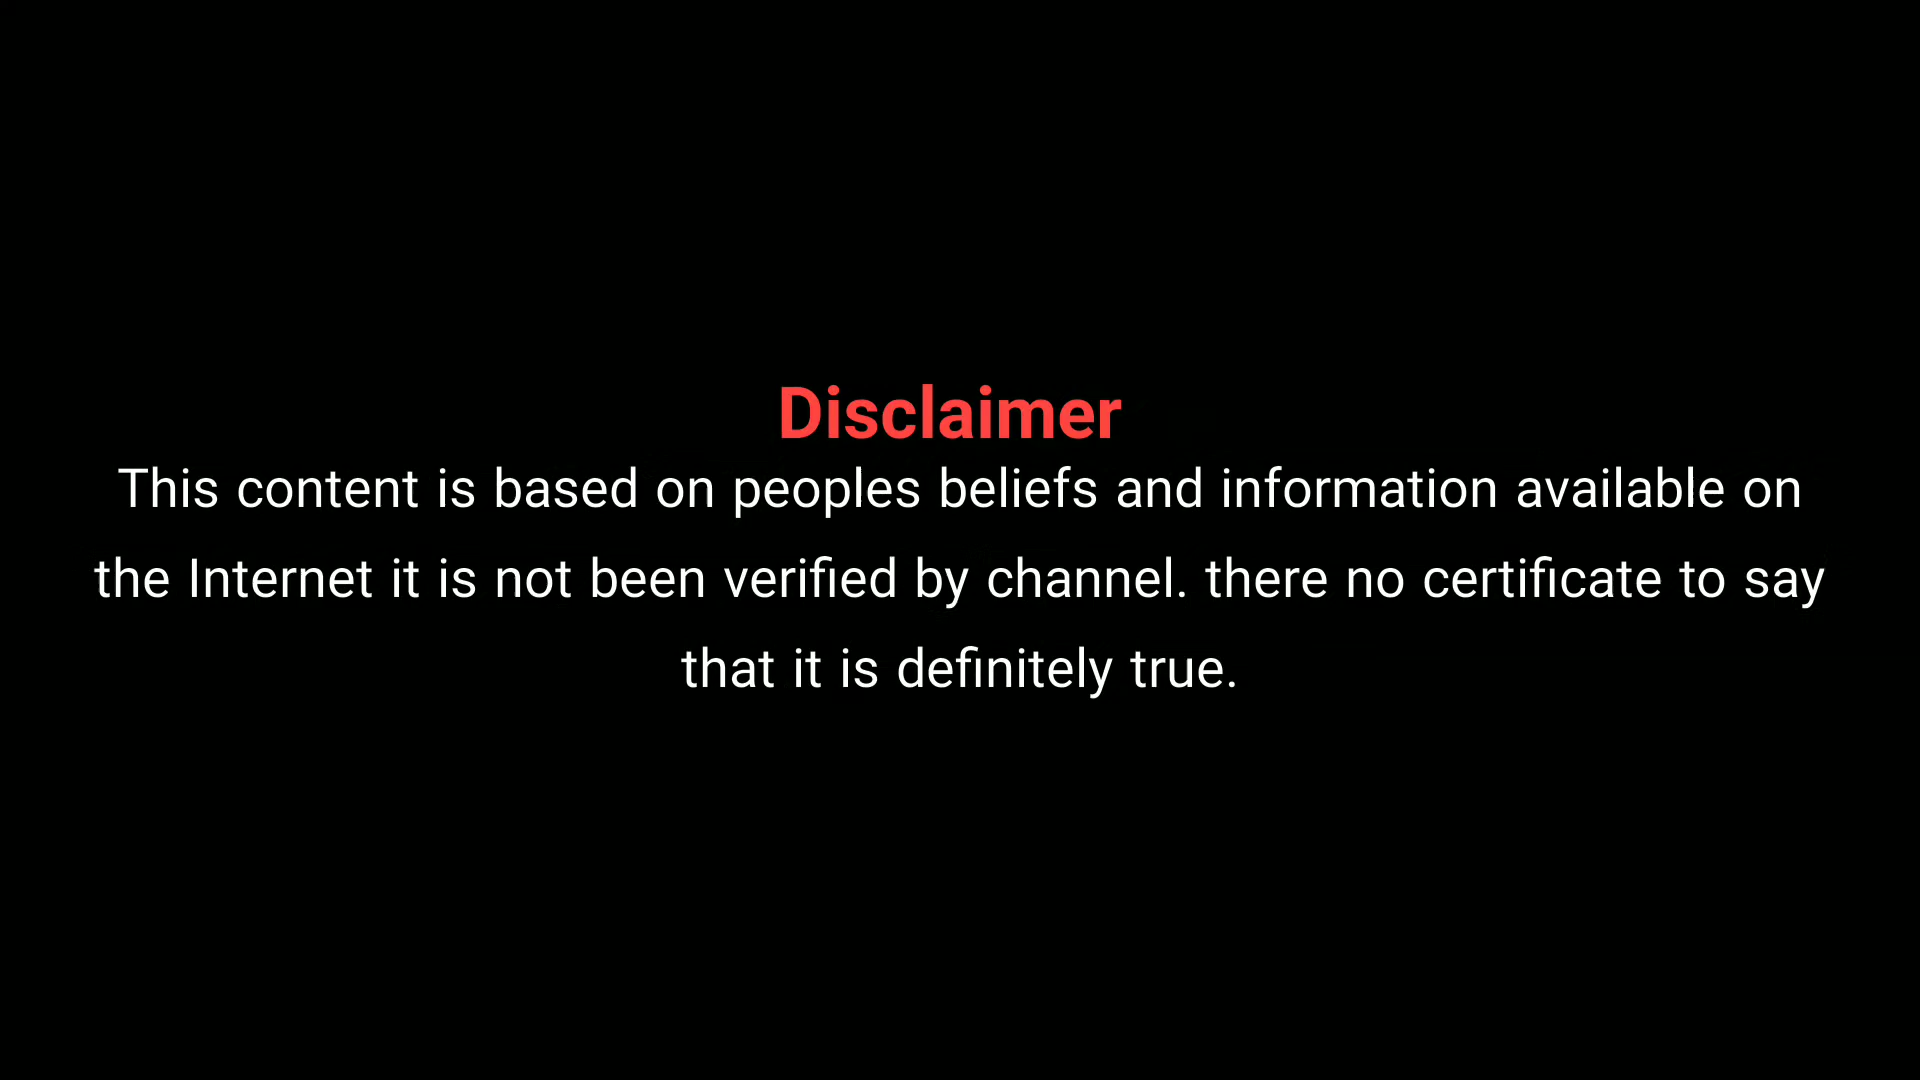 Disclaimer
This content is based on peoples beliefs and information available on
the Internet it is not been verified by channel. there no certificate to say
that it is definitely true.